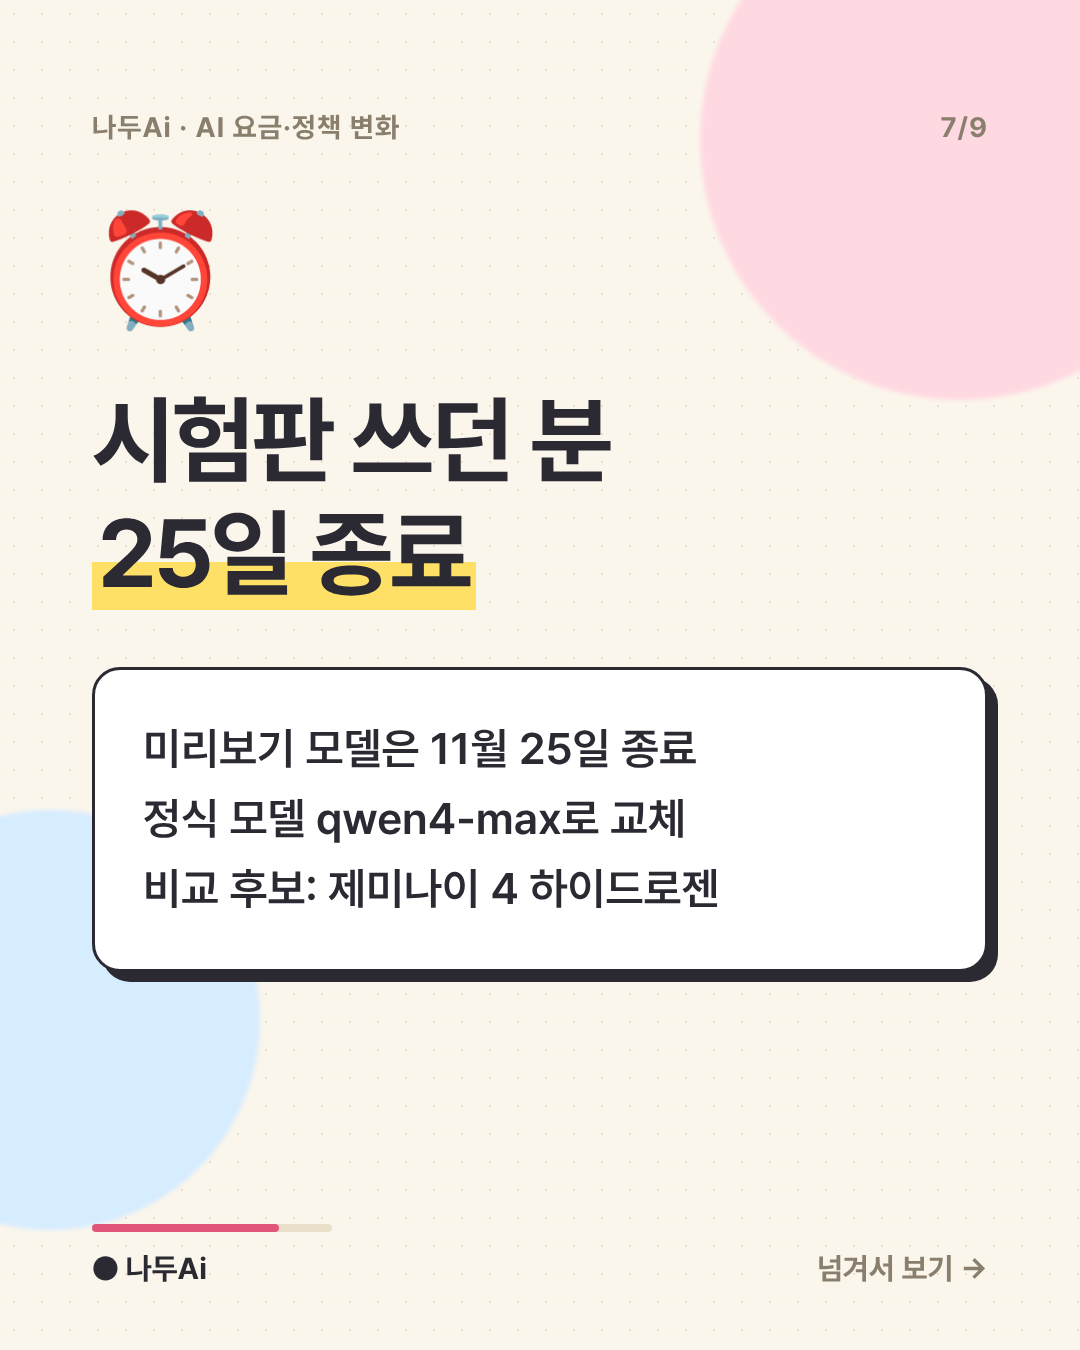 나두Ai · AI 요금·정책 변화
7/9
시험판 쓰던 분
25일 종료
미리보기 모델은 11월 25일 종료
정식 모델 qwen4-max로 교체
비교 후보: 제미나이 4 하이드로젠
● 나두Ai
넘겨서 보기 →